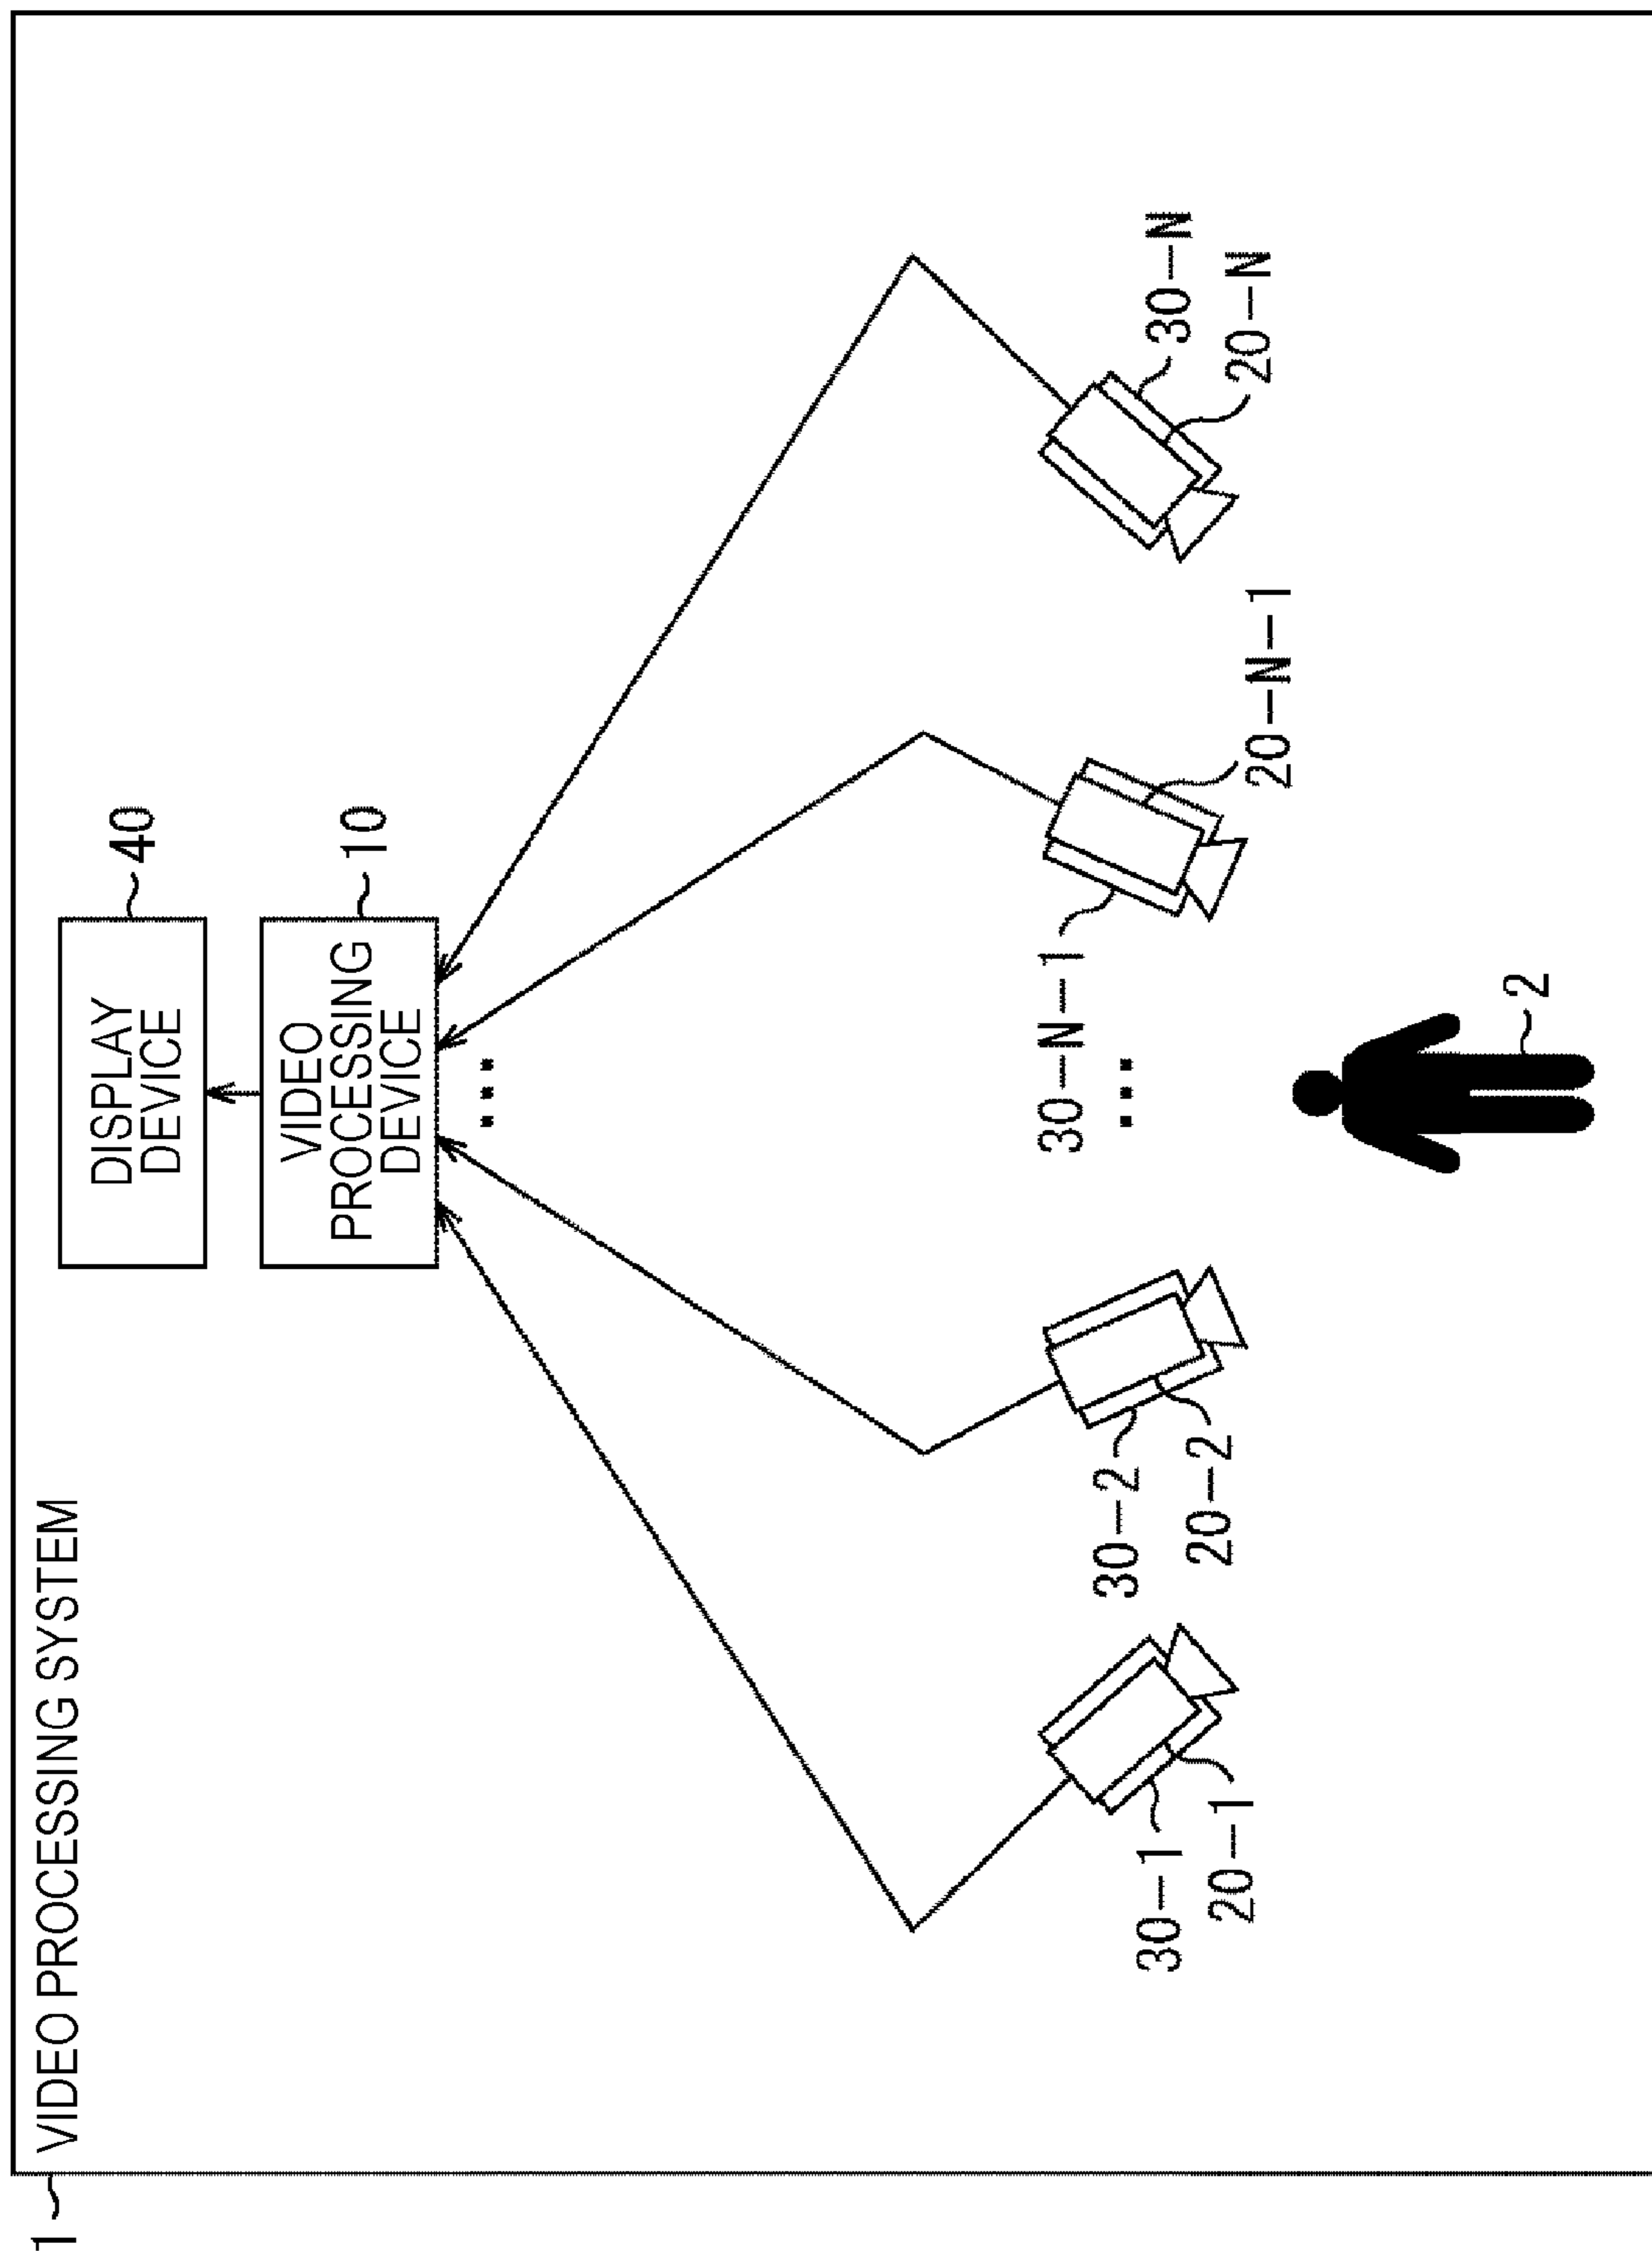 1
VIDEO PROCESSING SYSTEM
DISPLAY
DEVICE
40
VIDEO
PROCESSING
DEVICE
10
...
30-1
20-1
30-2
20-2
...
30-N-1
20-N-1
30-N
20-N
2